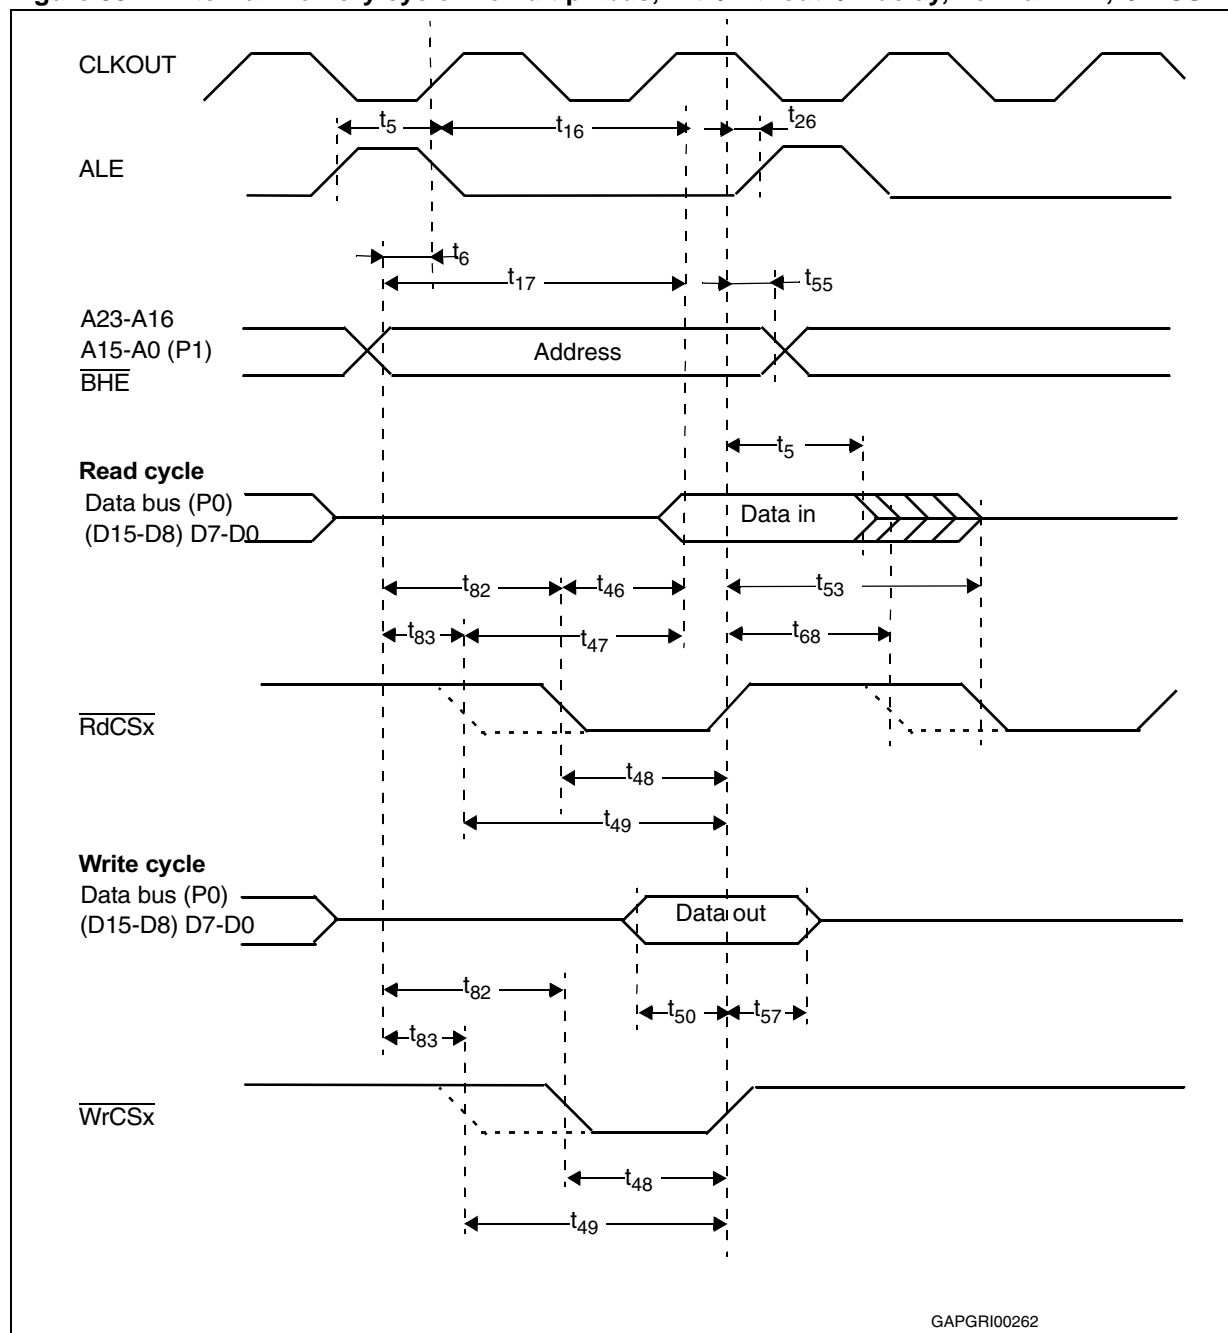 CLKOUT
t5
t16
t26
ALE
t6
t17
t55
A23-A16
A15-A0 (P1)
BHE
Address
t5
Read cycle
Data bus (P0)
(D15-D8) D7-D0
Data in
t82
t46
t53
t83
t47
t68
RdCSx
t48
t49
Write cycle
Data bus (P0)
(D15-D8) D7-D0
Data out
t82
t50
t57
t83
WrCSx
t48
t49
GAPGRI00262